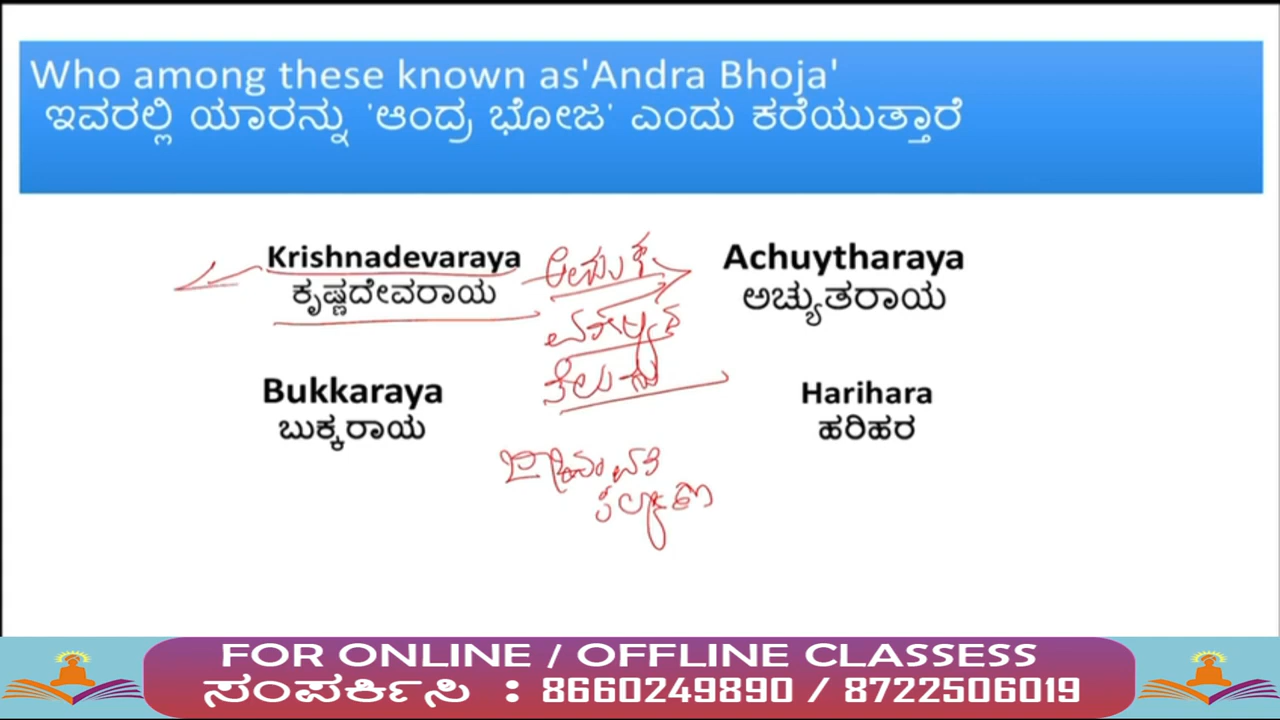 Who among these known as'Andra Bhoja'
ಇವರಲ್ಲಿ ಯಾರನ್ನು 'ಆಂದ್ರ ಭೋಜ' ಎಂದು ಕರೆಯುತ್ತಾರೆ
Krishnadevaraya
ಕೃಷ್ಣದೇವರಾಯ
Achuytharaya
ಅಚ್ಯುತರಾಯ
ತೆಲುಗು
Bukkaraya
ಬುಕ್ಕರಾಯ
Harihara
ಹರಿಹರ
FOR ONLINE / OFFLINE CLASSESS
ಸಂಪರ್ಕಿಸಿ : 8660249890 / 8722506019